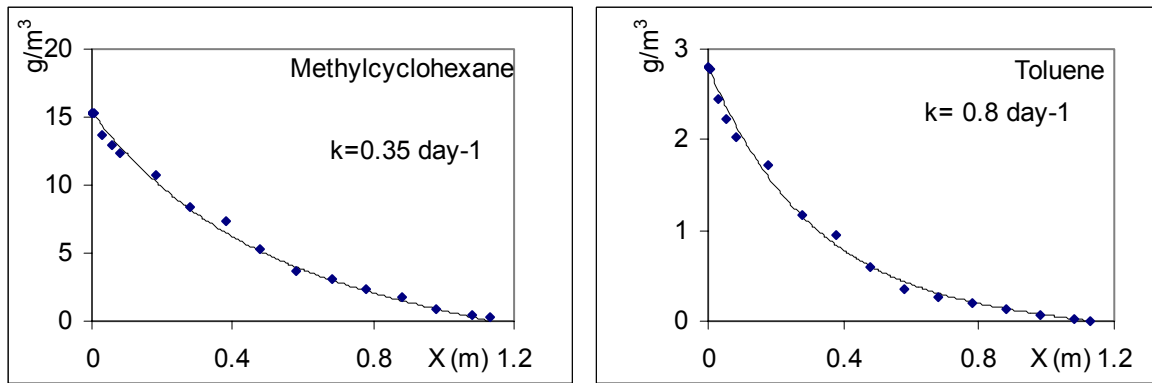 g/m³
20
15
10
5
0
Methylcyclohexane
k=0.35 day-1
0 0.4 0.8 X (m) 1.2
g/m³
3
2
1
0
Toluene
k= 0.8 day-1
0 0.4 0.8 X (m) 1.2